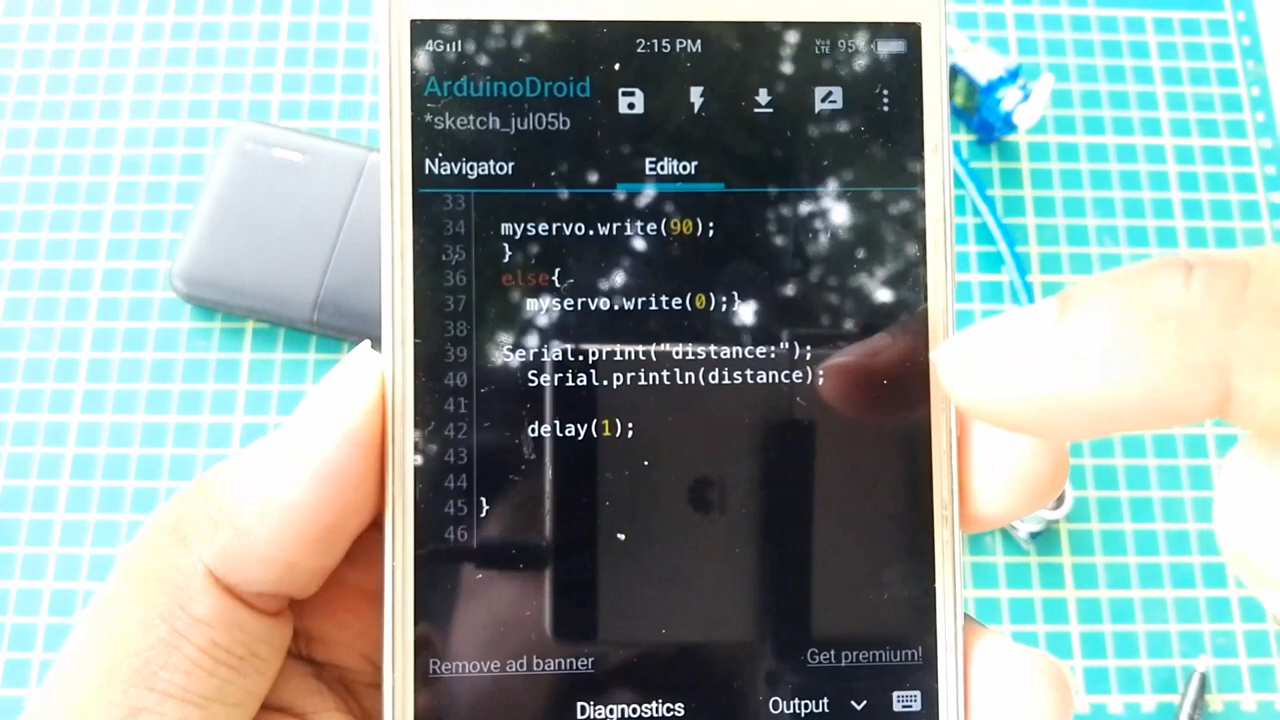 4G 2:15 PM Vo) LTE 95%
ArduinoDroid
*sketch_jul05b
Navigator Editor
33
34 myservo.write(90);
35 }
36 else{
37 myservo.write(0);}
38
39 Serial.print("distance:");
40 Serial.println(distance);
41
42 delay(1);
43
44
45 }
46
Remove ad banner Get premium!
Diagnostics Output